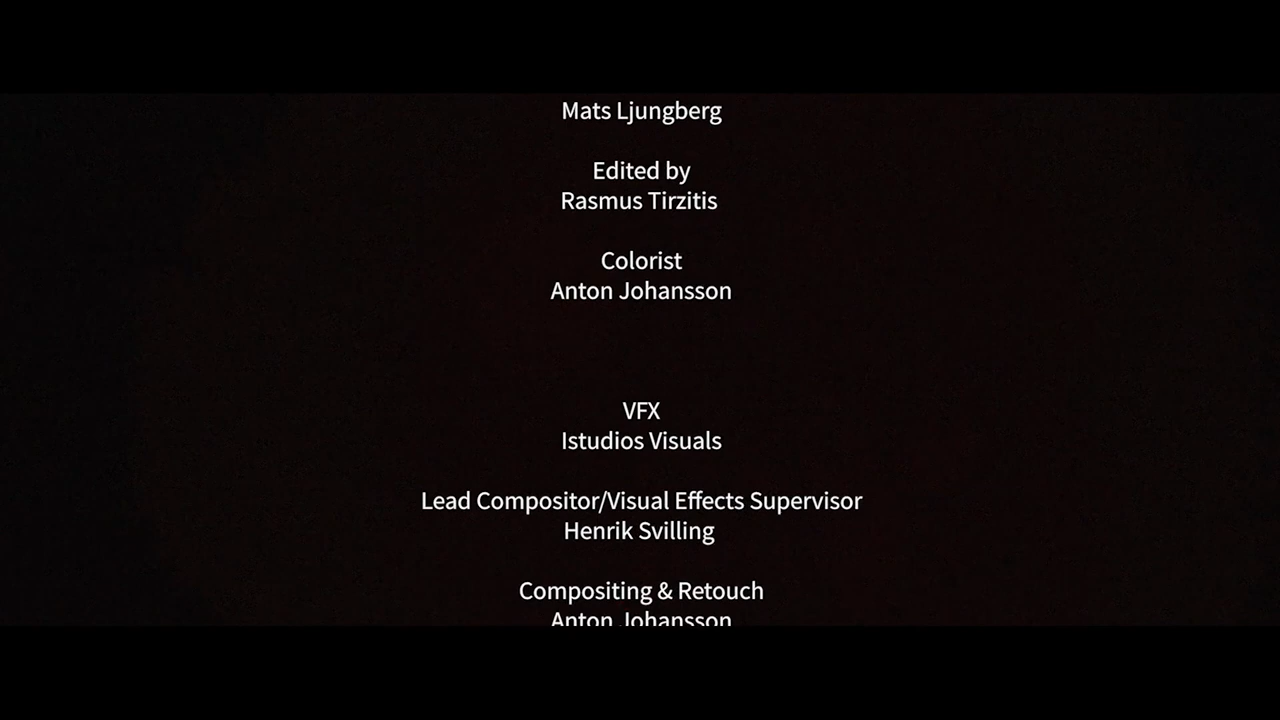 Mats Ljungberg
Edited by
Rasmus Tirzitis
Colorist
Anton Johansson
VFX
Istudios Visuals
Lead Compositor/Visual Effects Supervisor
Henrik Svilling
Compositing & Retouch
Anton Johansson